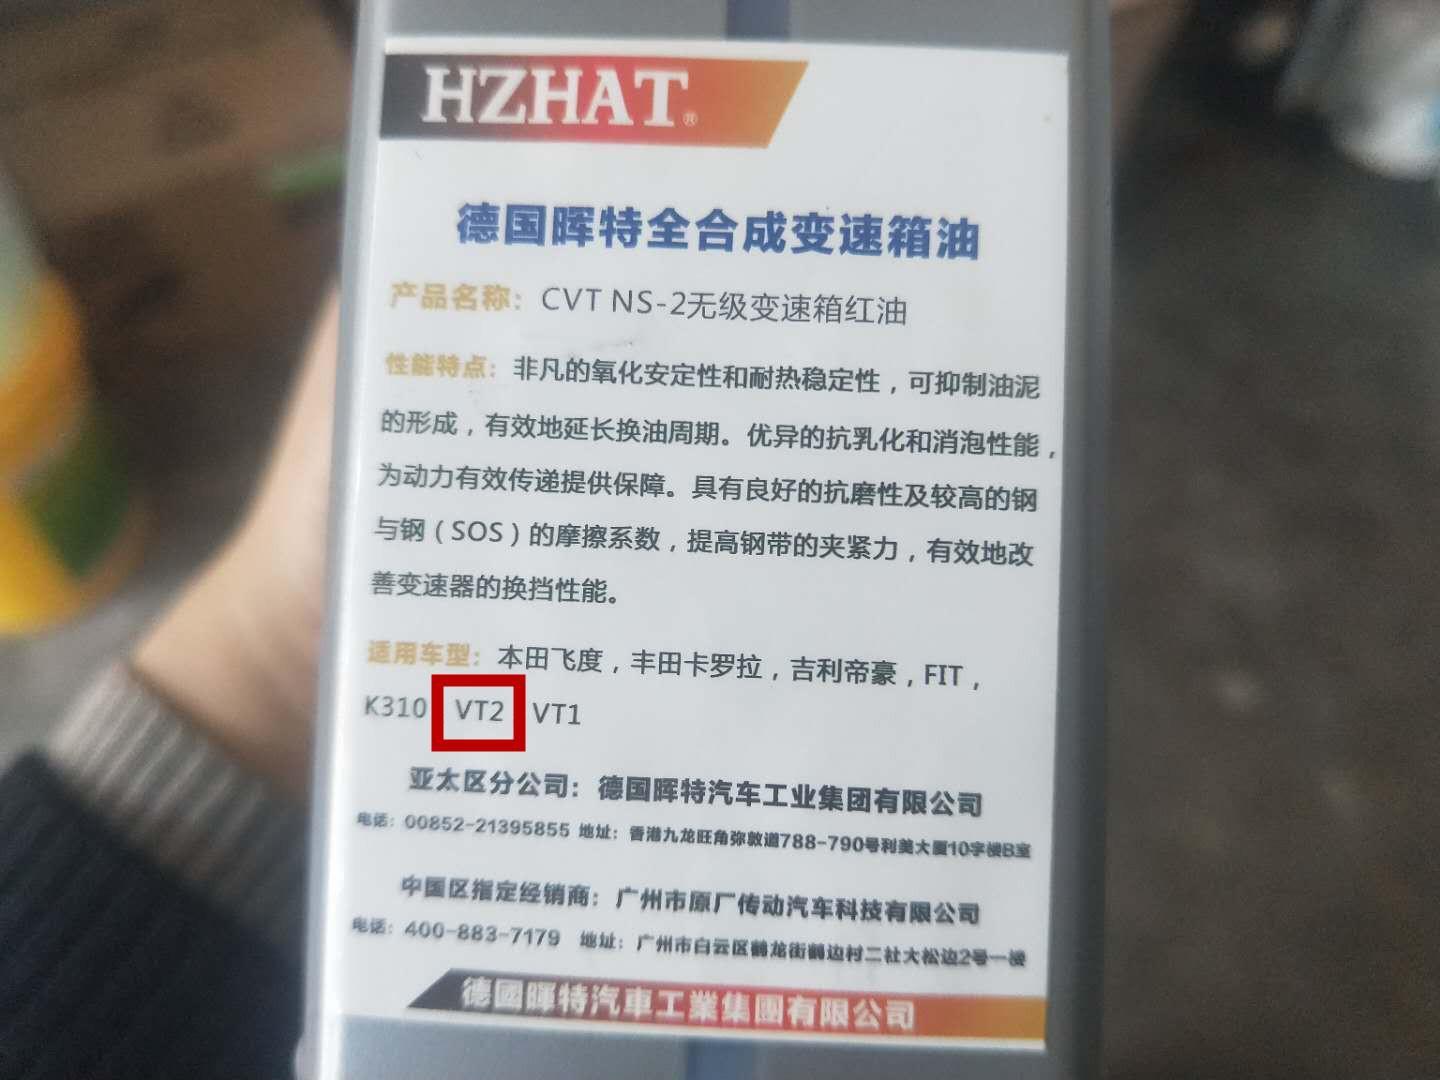 HZHAT®
德国晖特全合成变速箱油
产品名称：CVT NS-2无级变速箱红油
性能特点：非凡的氧化安定性和耐热稳定性，可抑制油泥
的形成，有效地延长换油周期。优异的抗乳化和消泡性能，
为动力有效传递提供保障。具有良好的抗磨性及较高的钢
与钢（SOS）的摩擦系数，提高钢带的夹紧力，有效地改
善变速器的换挡性能。
适用车型：本田飞度，丰田卡罗拉，吉利帝豪，FIT，
K310 VT2 VT1
亚太区分公司：德国晖特汽车工业集团有限公司
电话：00852-21395855 地址：香港九龙旺角弥敦道788-790号利美大厦10字楼B室
中国区指定经销商：广州市原厂传动汽车科技有限公司
电话：400-883-7179 地址：广州市白云区鹤龙街鹤边村二社大松边2号一楼
德國暉特汽車工業集團有限公司